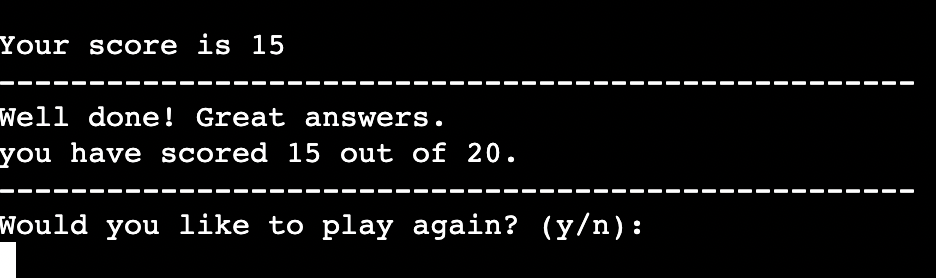 Your score is 15
---------------------------------------------------
Well done! Great answers.
you have scored 15 out of 20.
---------------------------------------------------
Would you like to play again? (y/n):